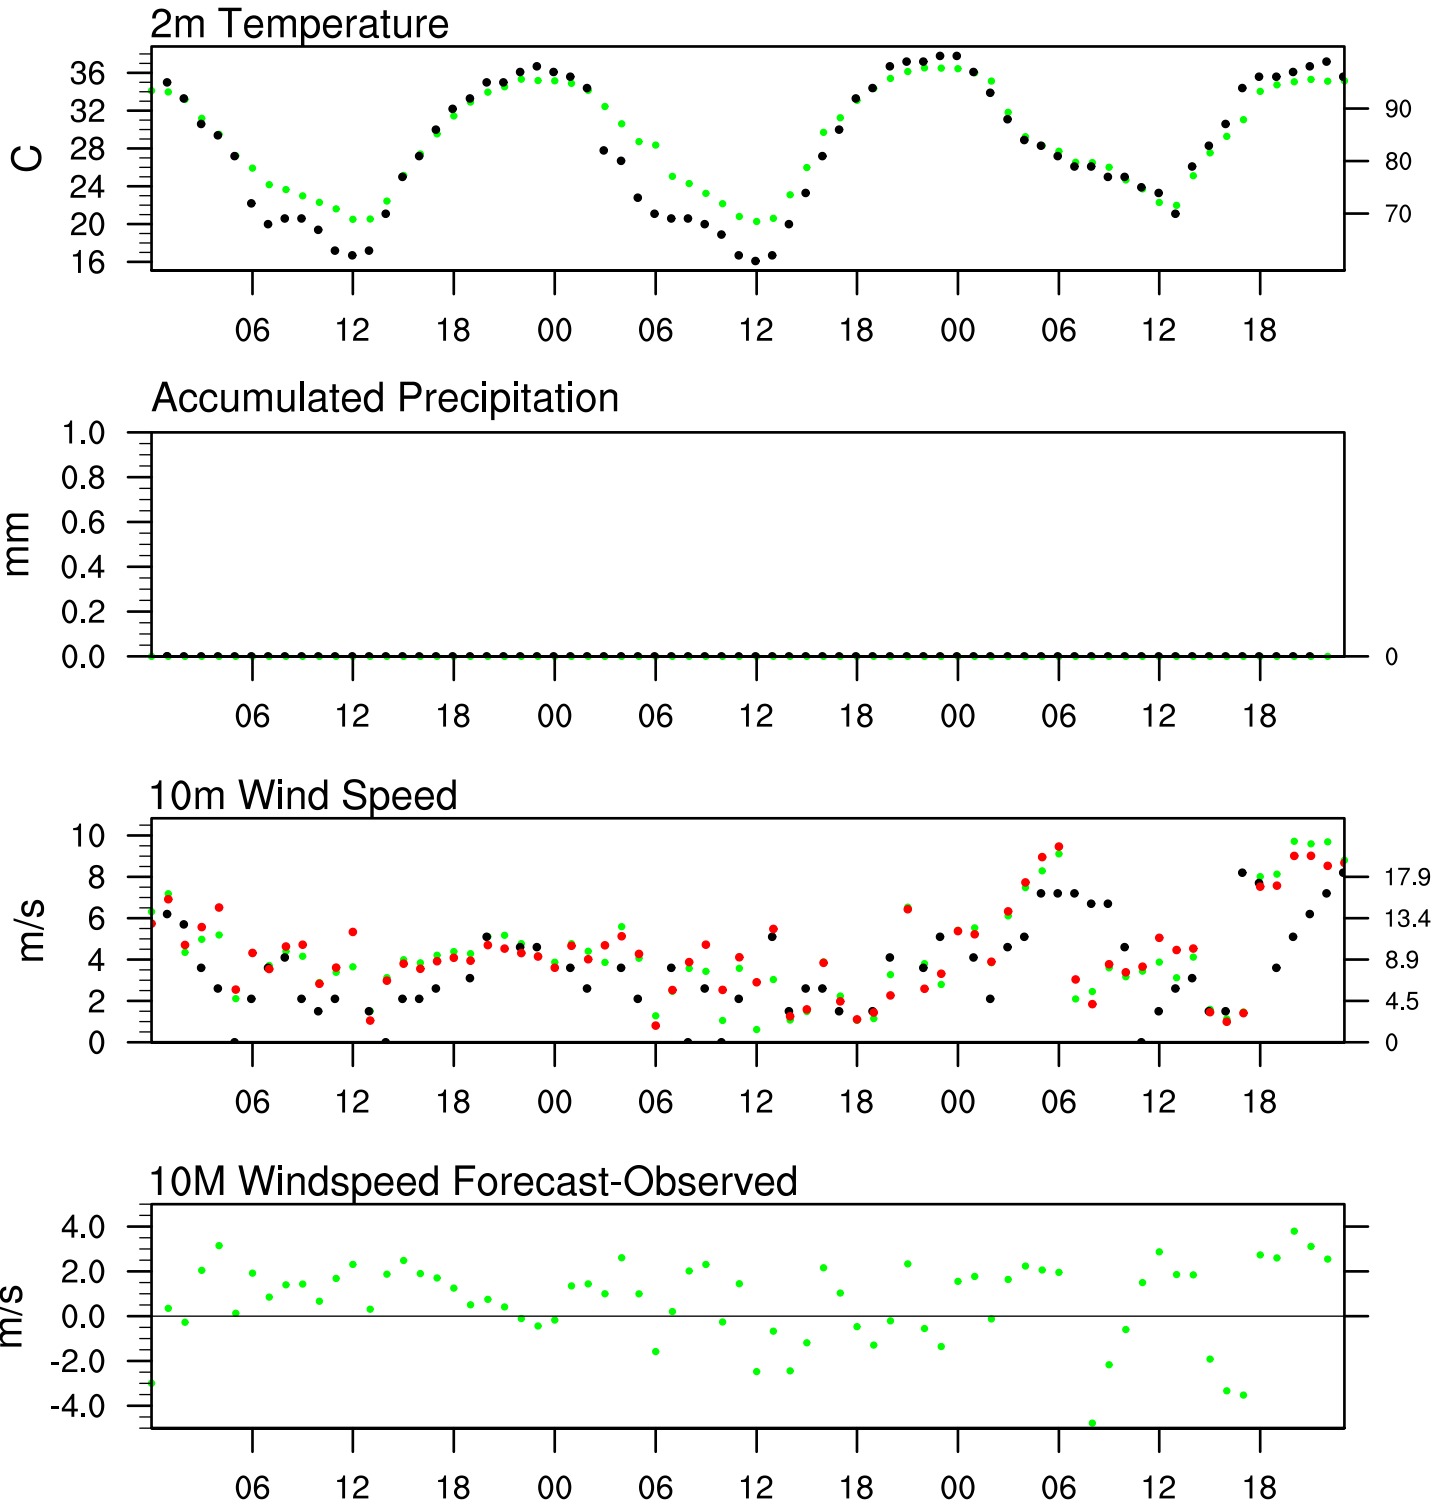 2m Temperature
C
36
32
28
24
20
16
90
80
70
06 12 18 00 06 12 18 00 06 12 18
Accumulated Precipitation
mm
1.0
0.8
0.6
0.4
0.2
0.0
0
06 12 18 00 06 12 18 00 06 12 18
10m Wind Speed
m/s
10
8
6
4
2
0
17.9
13.4
8.9
4.5
0
06 12 18 00 06 12 18 00 06 12 18
10M Windspeed Forecast-Observed
m/s
4.0
2.0
0.0
-2.0
-4.0
06 12 18 00 06 12 18 00 06 12 18